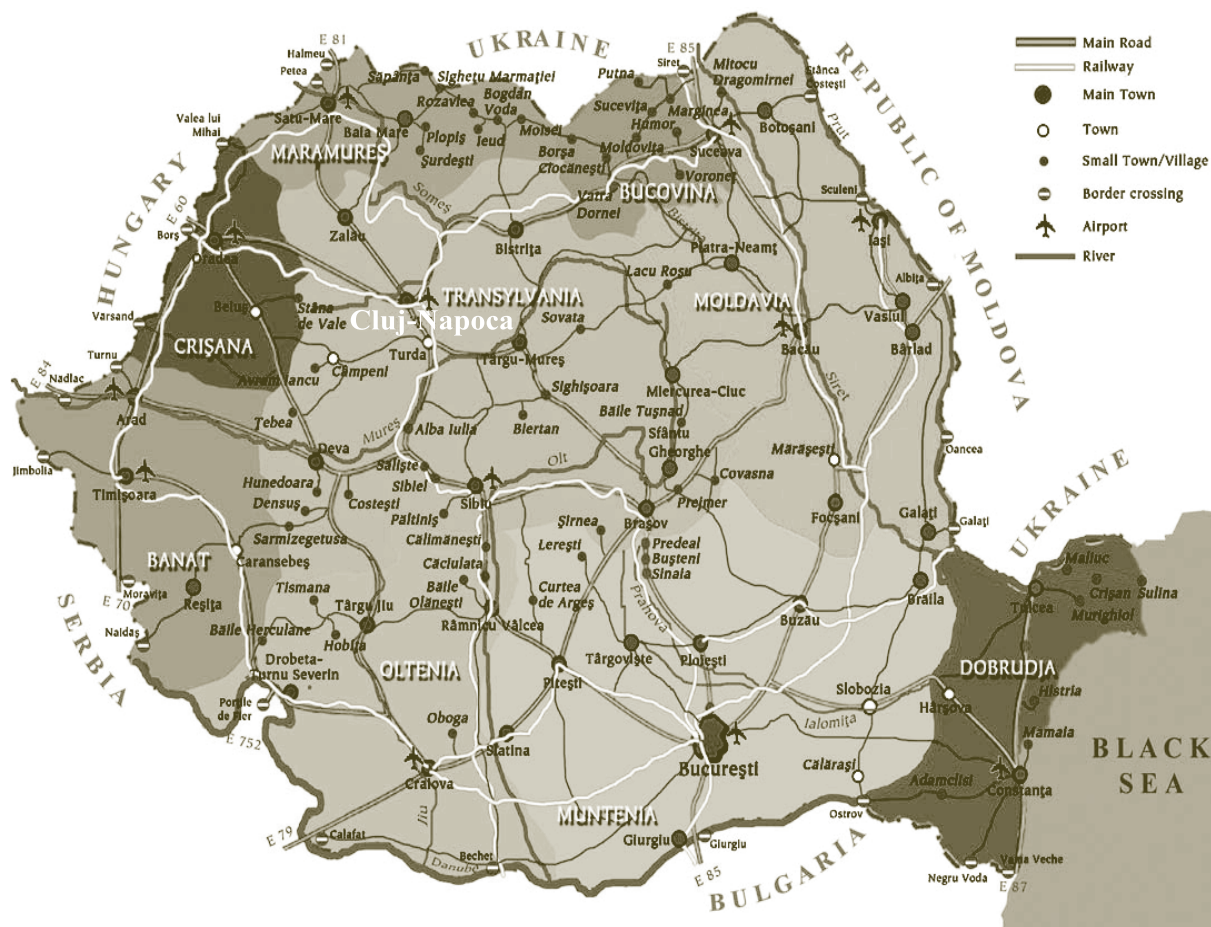 UKRAINE
E 81
E 85
Halmeu
Petea
Siret
Săpânța
Sighetu Marmației
Putna
Mitocu
Dragomirnei
Stânca
Costești
REPUBLIC OF MOLDOVA
Main Road
Railway
Main Town
Town
Small Town/Village
Border crossing
Airport
River
Rozavlea
Bogdan
Voda
Sucevița
Marginea
Satu-Mare
Baia Mare
Valea lui
Mihai
Plopiș
Ieud
Moisei
Humor
Botoșani
Prut
MARAMUREȘ
Surdești
Borșa
Ciocănești
Moldovița
Suceava
Voroneț
HUNGARY
Someș
Vatra
Dornei
BUCOVINA
Sculeni
E 60
Borș
Zalău
Bistrița
Bistrița
Iași
Oradea
Piatra-Neamț
Lacu Rosu
Albița
Beluș
Stâna
de Vale
TRANSYLVANIA
MOLDAVIA
Vaslui
Cluj-Napoca
Sovata
Varsand
CRIȘANA
Turda
Târgu-Mureș
Bacău
Bârlad
Turnu
Avram Iancu
Câmpeni
E 84
Nadlac
Arad
Sighișoara
Miercurea-Ciuc
Siret
Țebea
Mureș
Alba Iulia
Biertan
Băile Tușnad
Sfântu
Gheorghe
Jimbolia
Deva
Săliște
Olt
Mărășești
Oancea
Timișoara
Hunedoara
Sibiel
Sibiu
Covasna
UKRAINE
Densuș
Costești
Păltiniș
Prejmer
Focșani
Galați
Galați
Sarmizegetusa
Călimănești
Șirnea
Brașov
BANAT
Caransebeș
Căciulata
Lerești
Predeal
Bușteni
Sinaia
Maliuc
Moravița
E 70
Reșița
Tismana
Băile
Olănești
Curtea
de Argeș
Prahova
Brăila
Tulcea
Crișan
Sulina
Murighiol
SERBIA
Naidaș
Târgu Jiu
Râmnicu Vâlcea
Buzău
Băile Herculane
Hobița
Târgoviște
Ploiești
Drobeta-
Turnu Severin
OLTENIA
Pitești
DOBRUDJA
Slobozia
Hârșova
Histria
Porțile
de Fier
E 752
Oboga
Slatina
Ialomița
Mamaia
București
BLACK
SEA
Craiova
Călărași
Adamclisi
Constanța
MUNTENIA
Ostrov
E 79
Calafat
Jiu
Giurgiu
Giurgiu
Danube
Bechet
E 85
BULGARIA
Negru Voda
Vama Veche
E 87